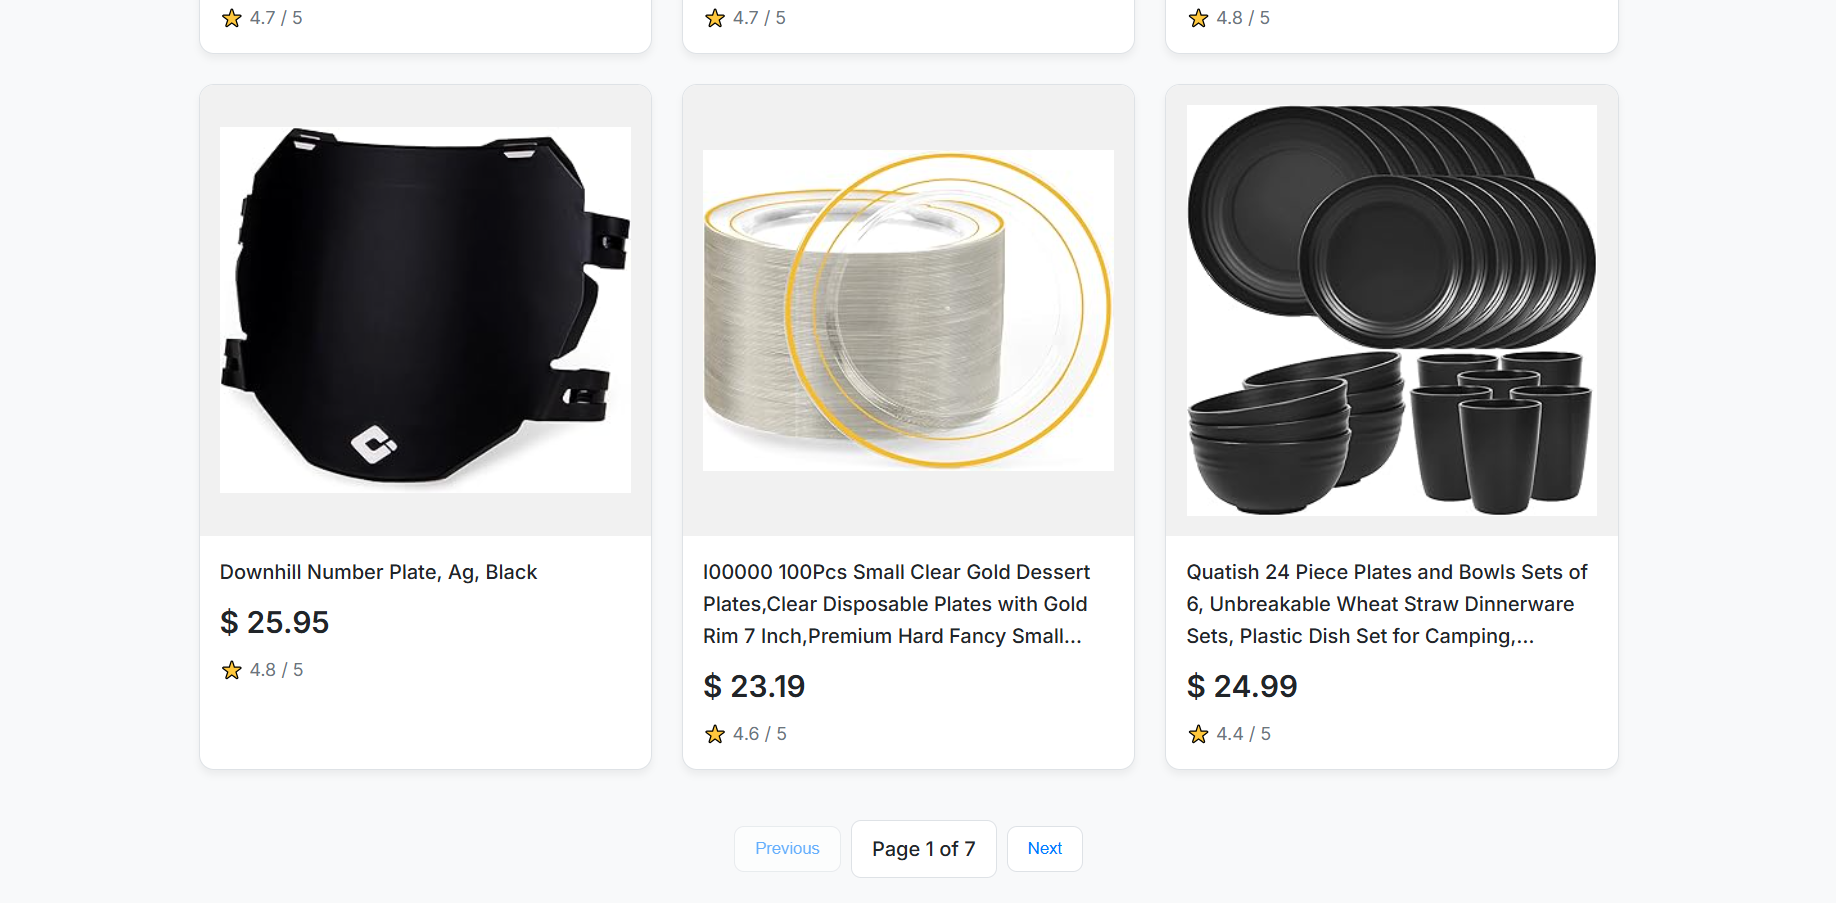 4.7 / 5
4.7 / 5
4.8 / 5
Downhill Number Plate, Ag, Black
$ 25.95
4.8 / 5
I00000 100Pcs Small Clear Gold Dessert
Plates,Clear Disposable Plates with Gold
Rim 7 Inch,Premium Hard Fancy Small...
$ 23.19
4.6 / 5
Quatish 24 Piece Plates and Bowls Sets of
6, Unbreakable Wheat Straw Dinnerware
Sets, Plastic Dish Set for Camping,...
$ 24.99
4.4 / 5
Previous
Page 1 of 7
Next